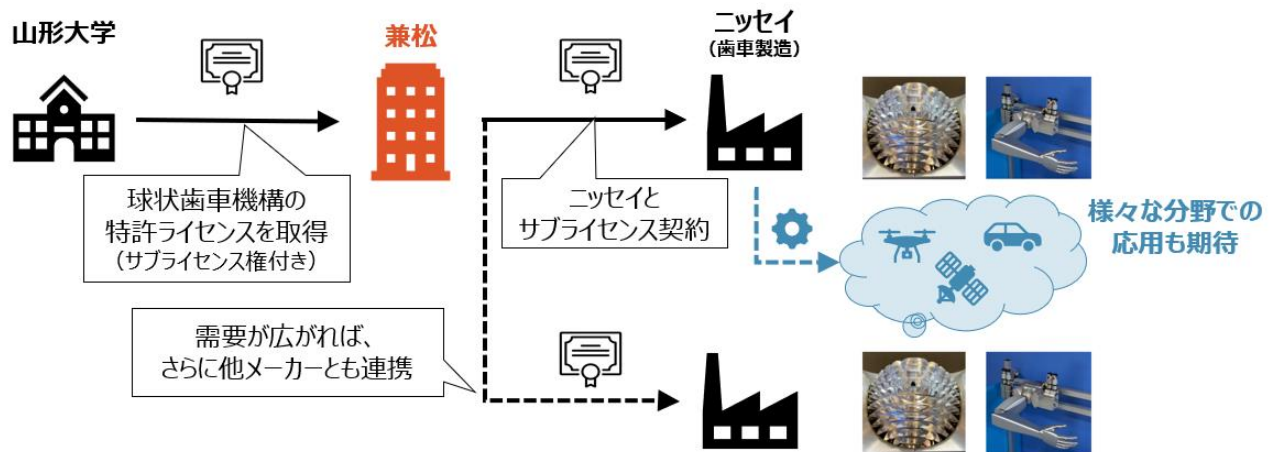 山形大学
兼松
ニッセイ
(歯車製造)
球状歯車機構の
特許ライセンスを取得
(サブライセンス権付き)
ニッセイと
サブライセンス契約
様々な分野での
応用も期待
需要が広がれば、
さらに他メーカーとも連携